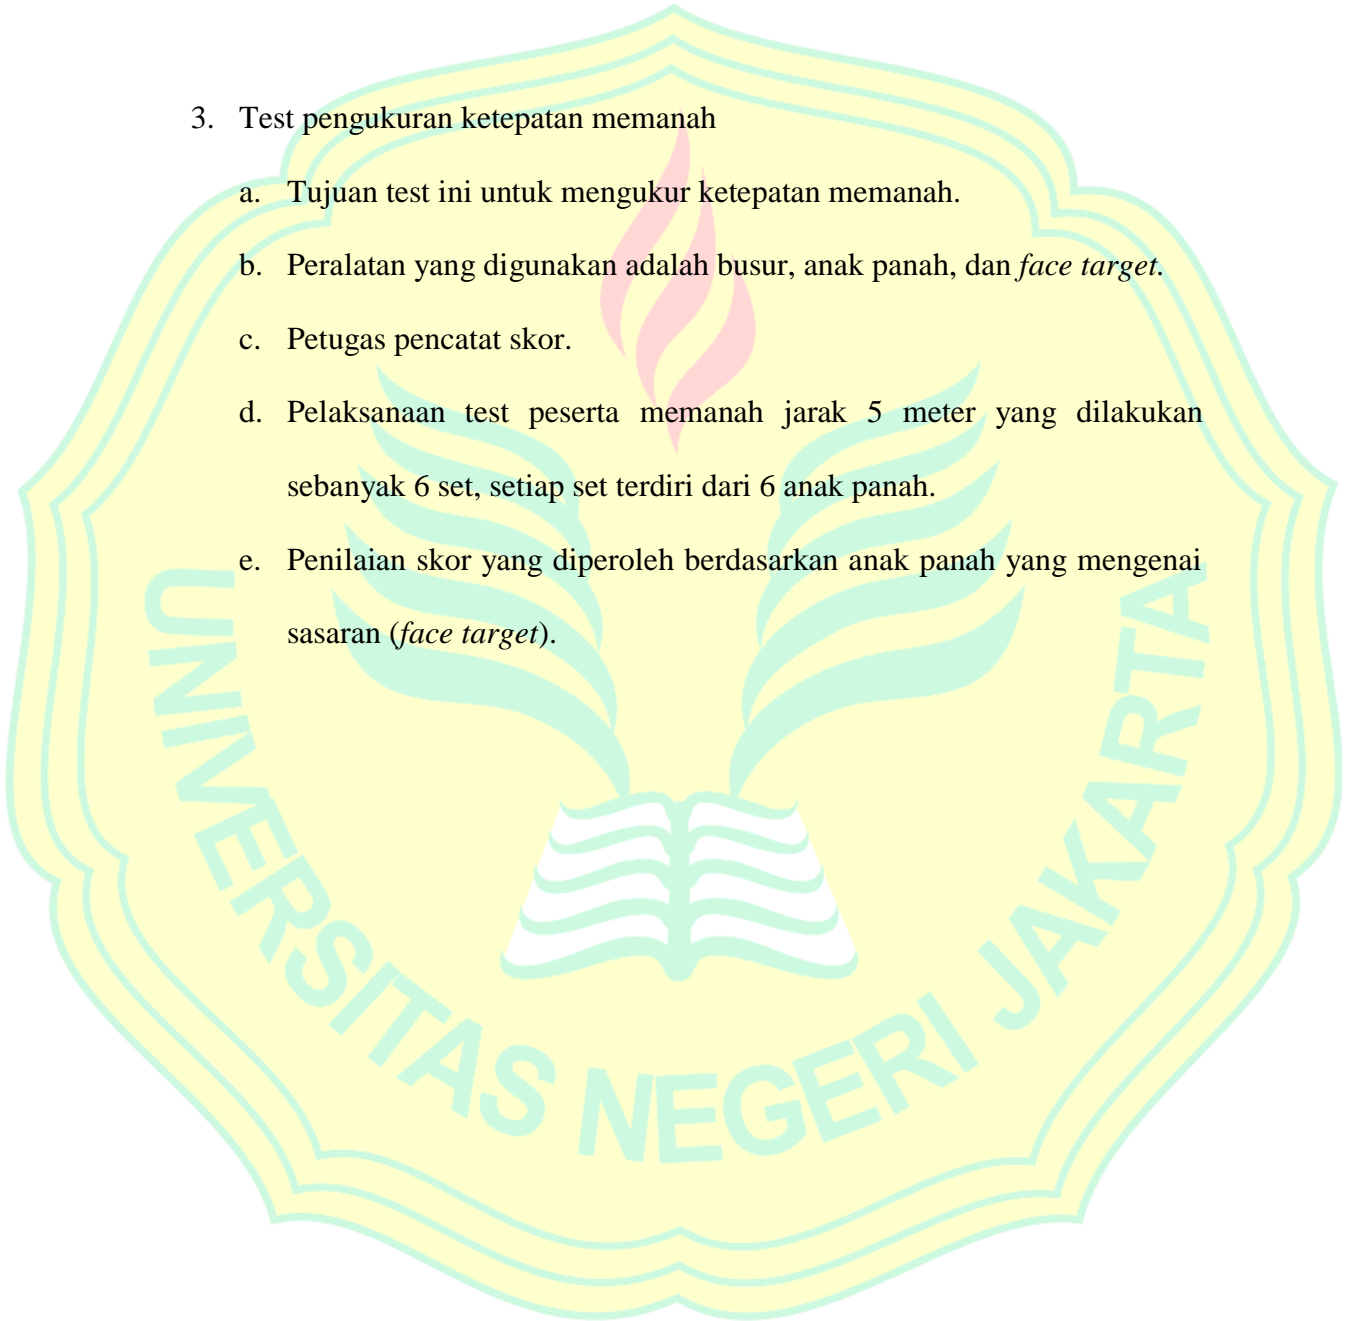 3. Test pengukuran ketepatan memanah
a. Tujuan test ini untuk mengukur ketepatan memanah.
b. Peralatan yang digunakan adalah busur, anak panah, dan face target.
c. Petugas pencatat skor.
d. Pelaksanaan test peserta memanah jarak 5 meter yang dilakukan
sebanyak 6 set, setiap set terdiri dari 6 anak panah.
e. Penilaian skor yang diperoleh berdasarkan anak panah yang mengenai
sasaran (face target).
UNIVERSITAS NEGERI JAKARTA